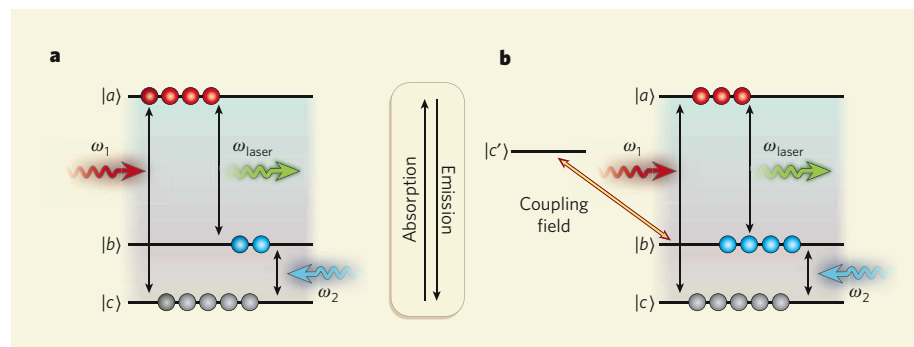 a
|a⟩
ω1
ωlaser
|b⟩
ω2
|c⟩
Absorption
Emission
b
|a⟩
|c′⟩
ω1
ωlaser
Coupling
field
|b⟩
ω2
|c⟩